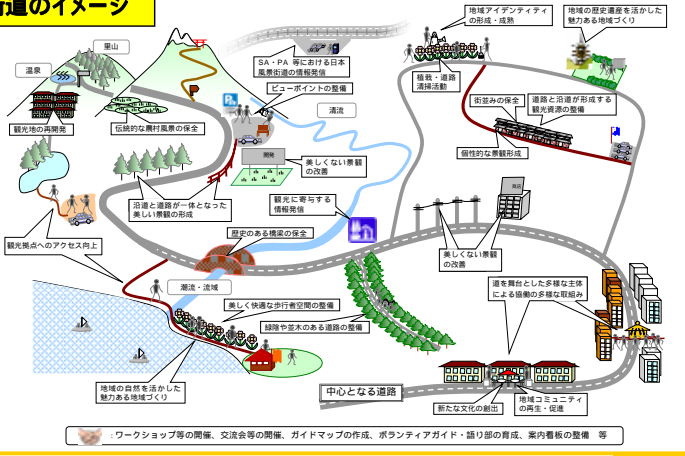 街道のイメージ
里山
温泉
観光地の再開発
伝統的な農村風景の保全
SA・PA 等における日本
風景街道の情報発信
ビューポイントの整備
清流
地域アイデンティティ
の形成・成熟
地域の歴史遺産を活かした
魅力ある地域づくり
植栽・道路
清掃活動
街並みの保全
道路と沿道が形成する
観光資源の整備
個性的な景観形成
開発
美しくない景観
の改善
沿道と道路が一体となった
美しい景観の形成
観光に寄与する
情報発信
歴史のある橋梁の保全
観光拠点へのアクセス向上
美しくない景観
の改善
潮流・流域
美しく快適な歩行者空間の整備
緑陰や並木のある道路の整備
道を舞台とした多様な主体
による協働の多様な取組み
地域の自然を活かした
魅力ある地域づくり
中心となる道路
新たな文化の創出
地域コミュニティ
の再生・促進
：ワークショップ等の開催、交流会等の開催、ガイドマップの作成、ボランティアガイド・語り部の育成、案内看板の整備 等